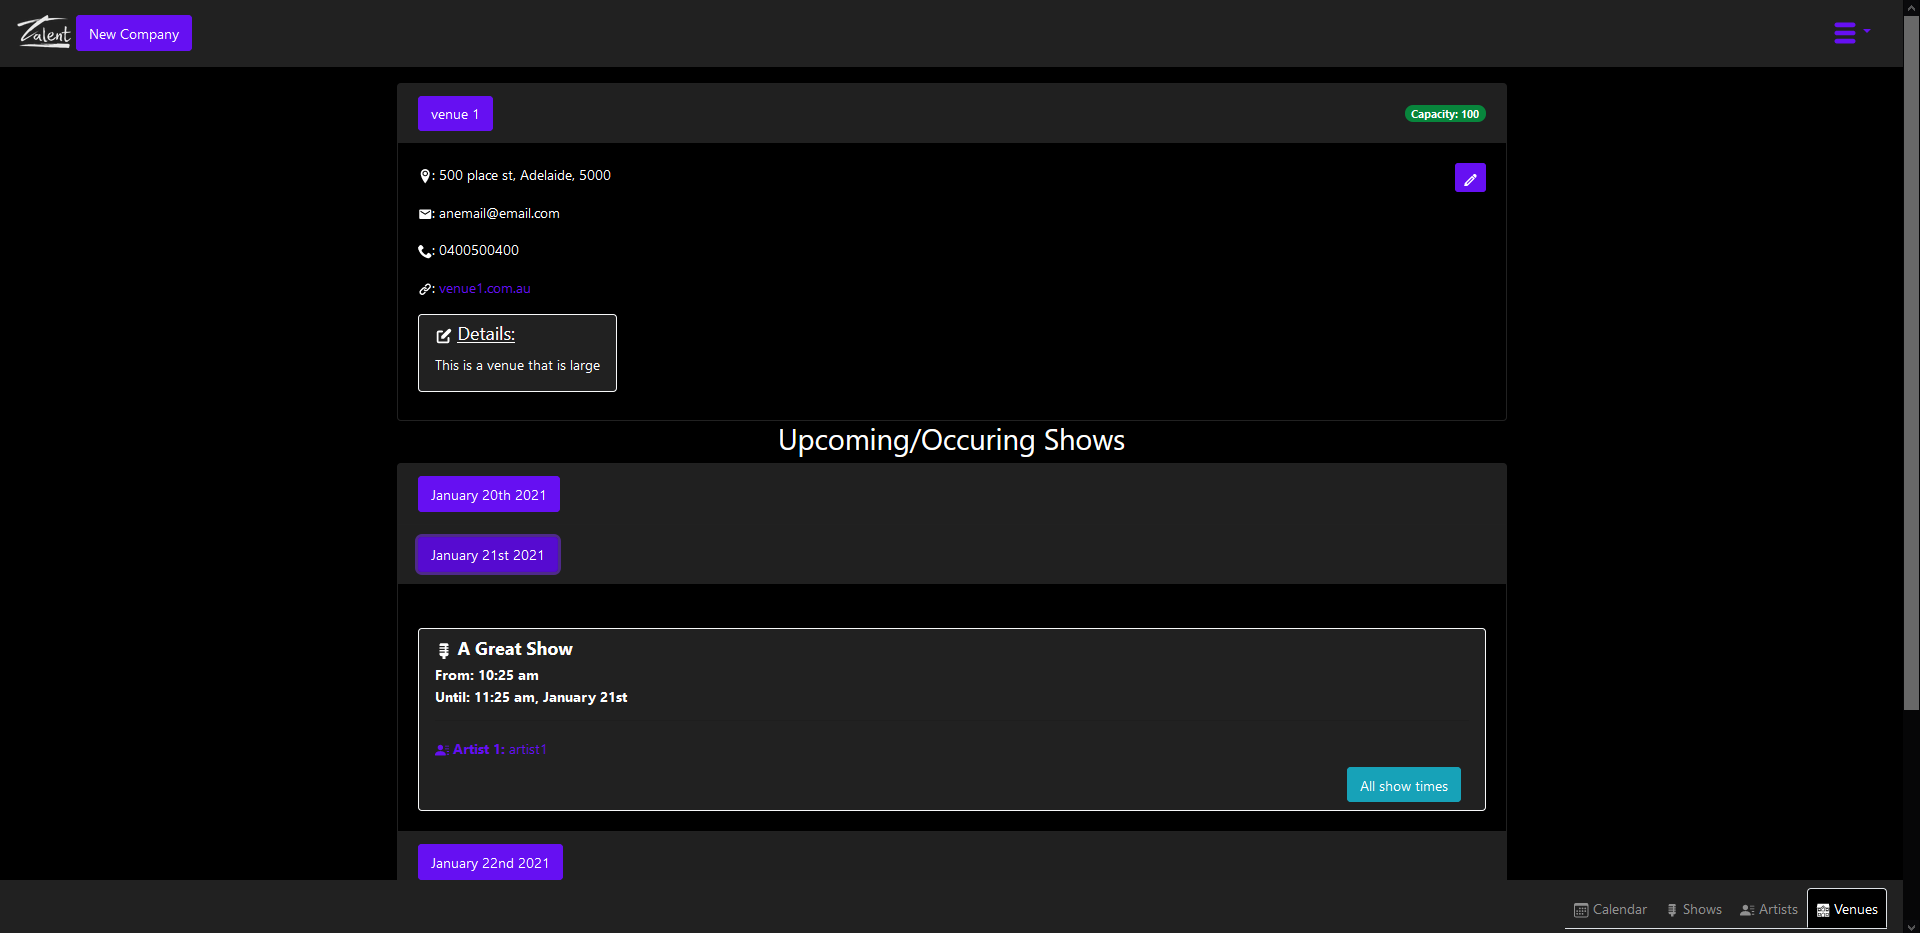 Talent
New Company
venue 1
Capacity: 100
: 500 place st, Adelaide, 5000
: anemail@email.com
: 0400500400
: venue1.com.au
Details:
This is a venue that is large
Upcoming/Occuring Shows
January 20th 2021
January 21st 2021
A Great Show
From: 10:25 am
Until: 11:25 am, January 21st
Artist 1: artist1
All show times
January 22nd 2021
Calendar
Shows
Artists
Venues